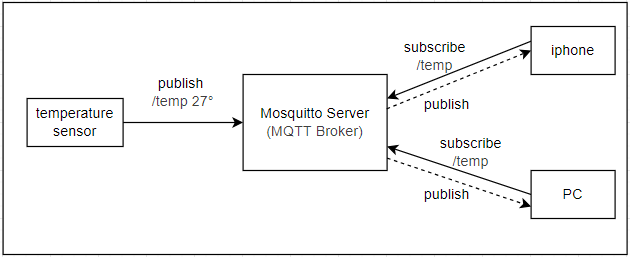 temperature
sensor
publish
/temp 27°
Mosquitto Server
(MQTT Broker)
subscribe
/temp
publish
iphone
subscribe
/temp
publish
PC